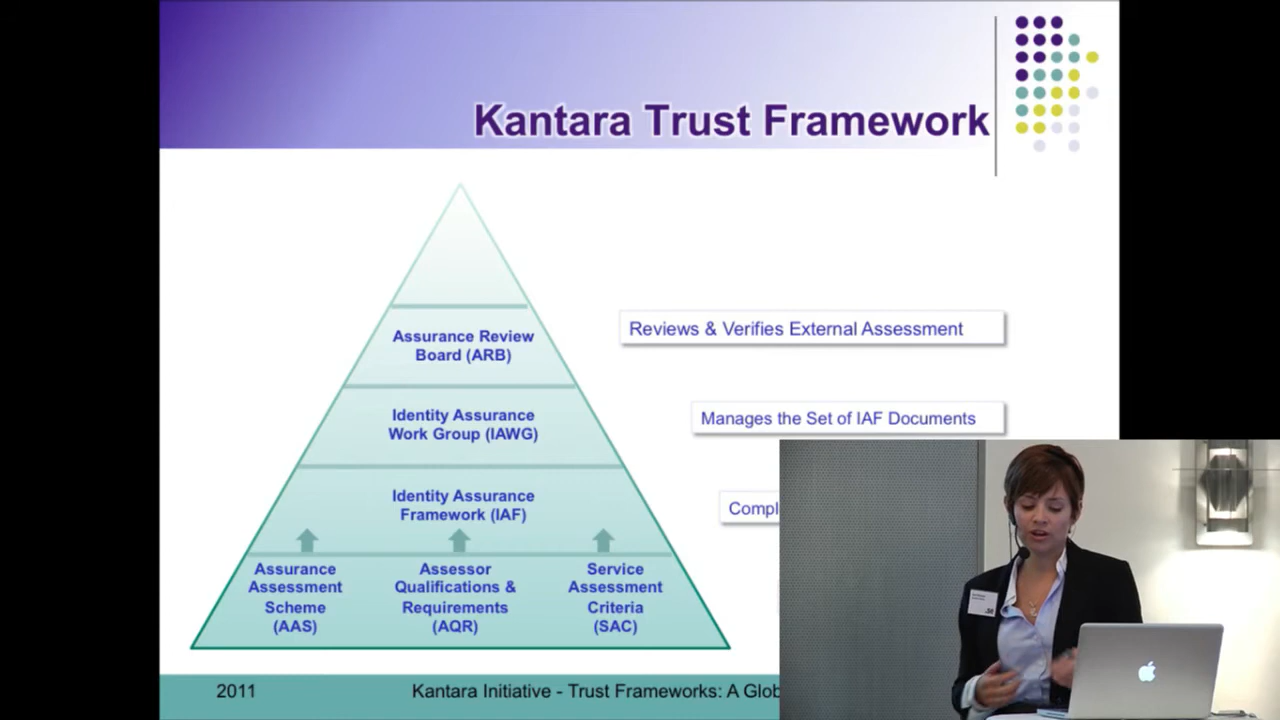 Kantara Trust Framework
Assurance Review
Board (ARB)
Reviews & Verifies External Assessment
Identity Assurance
Work Group (IAWG)
Manages the Set of IAF Documents
Identity Assurance
Framework (IAF)
Assurance
Assessment
Scheme
(AAS)
Assessor
Qualifications &
Requirements
(AQR)
Service
Assessment
Criteria
(SAC)
2011
Kantara Initiative - Trust Frameworks: A